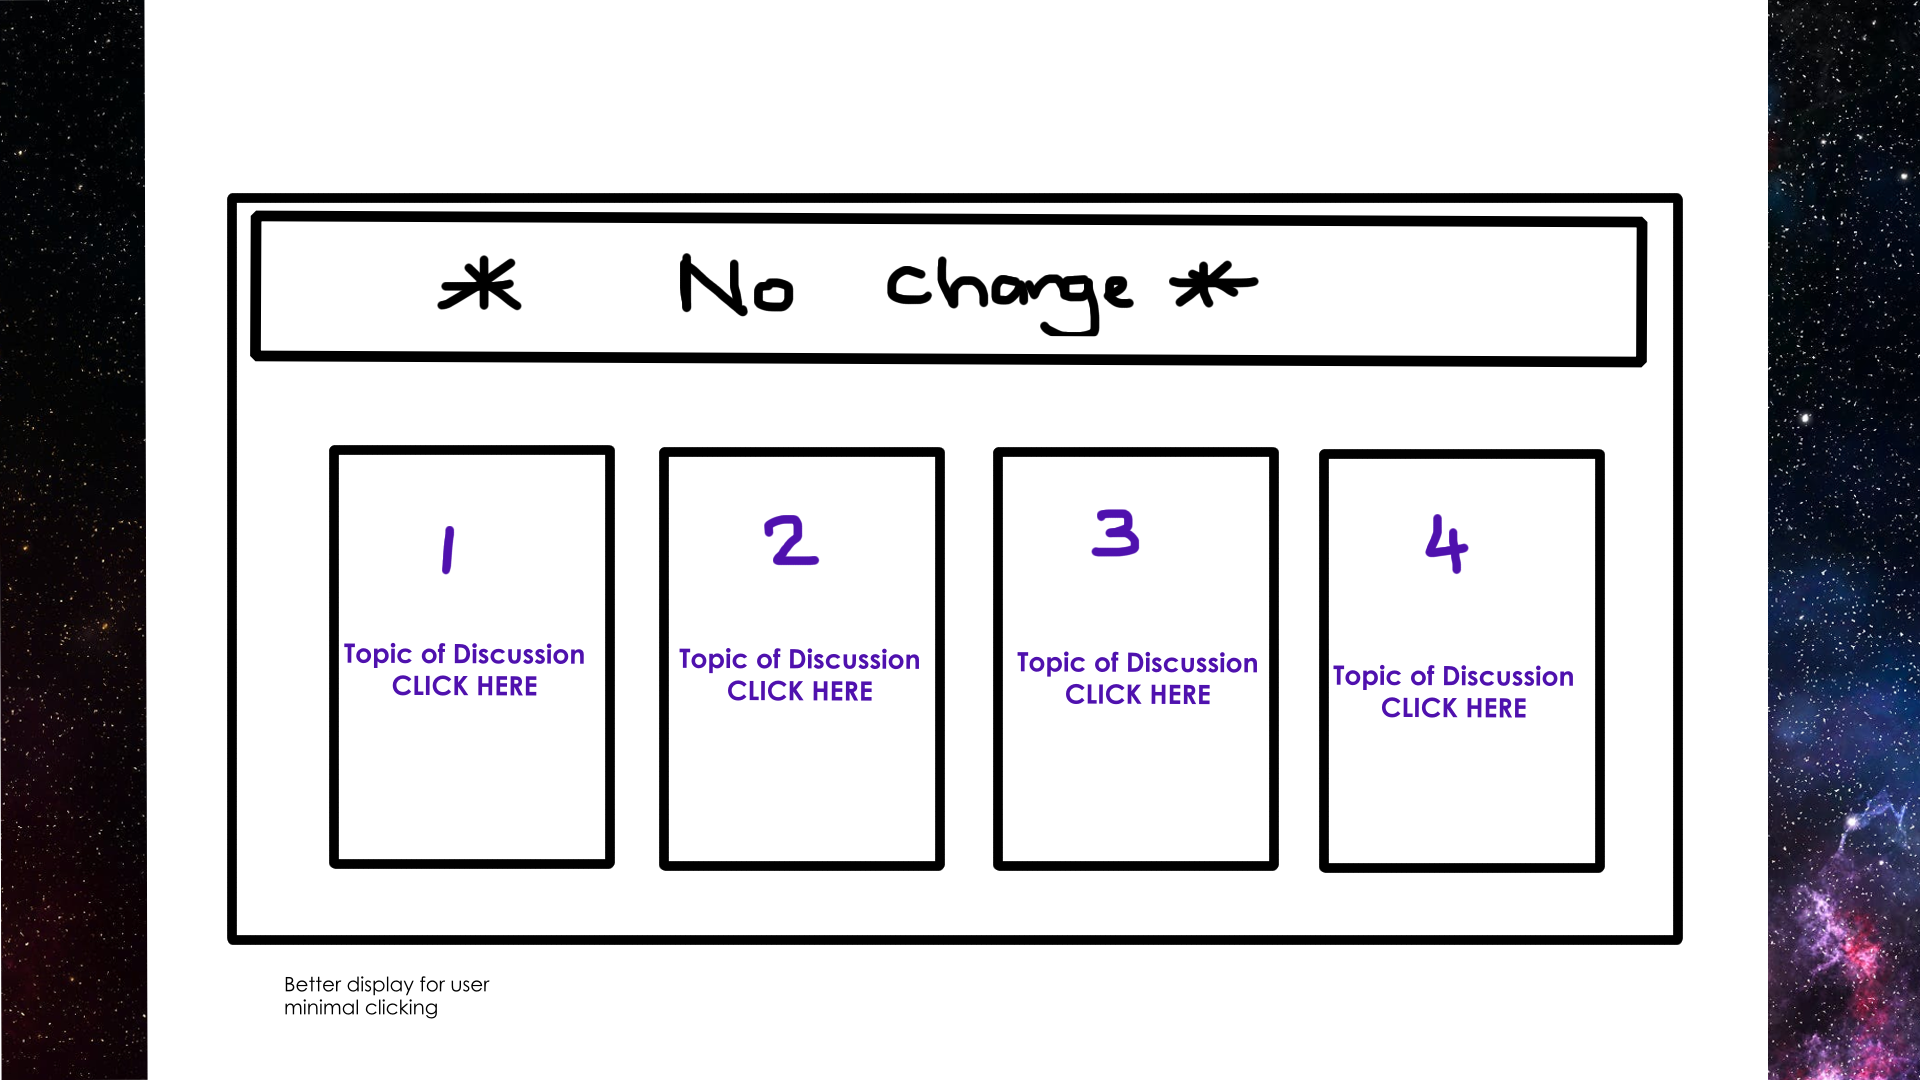 * No change *
1
2
3
4
Topic of Discussion
CLICK HERE
Topic of Discussion
CLICK HERE
Topic of Discussion
CLICK HERE
Topic of Discussion
CLICK HERE
Better display for user
minimal clicking